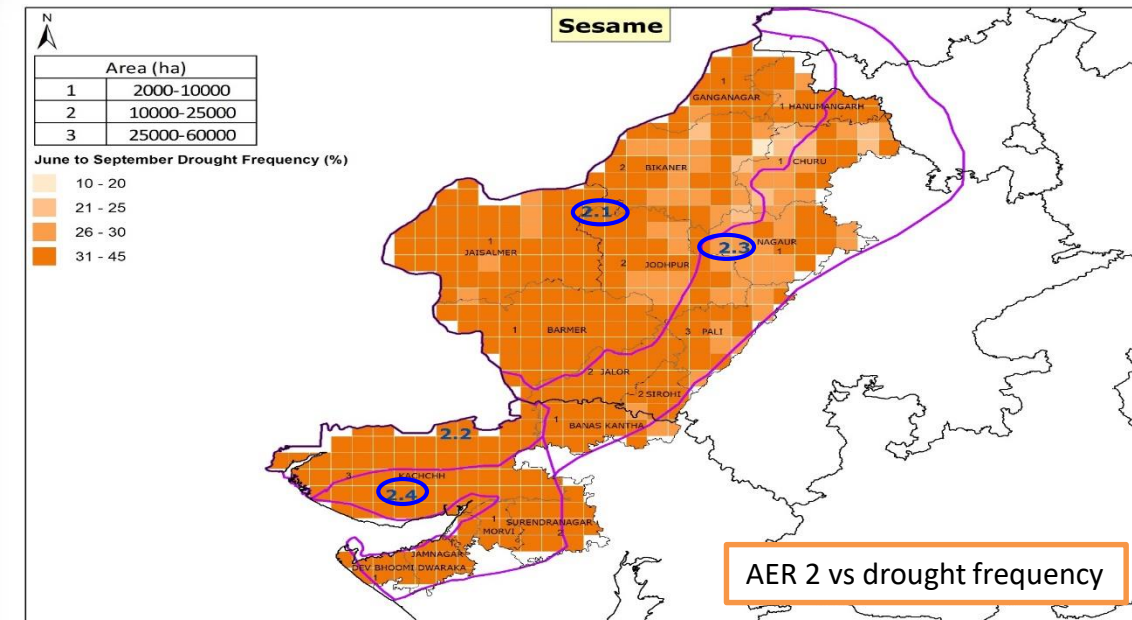 N
Sesame
Area (ha)
1 2000-10000
2 10000-25000
3 25000-60000
June to September Drought Frequency (%)
10 - 20
21 - 25
26 - 30
31 - 45
1
GANGANAGAR
1 HANUMANGARH
2 BIKANER
1 CHURU
2.1
2.3
NAGAUR
1
1
JAISALMER
2 JODHPUR
1 BARMER
3 PALI
2 JALOR
2 SIROHI
1 BANAS KANTHA
2.2
3 KACHCHH
2.4
1
MORVI
SURENDRANAGAR
2
JAMNAGAR
DEV BHOOMI DWARAKA
AER 2 vs drought frequency